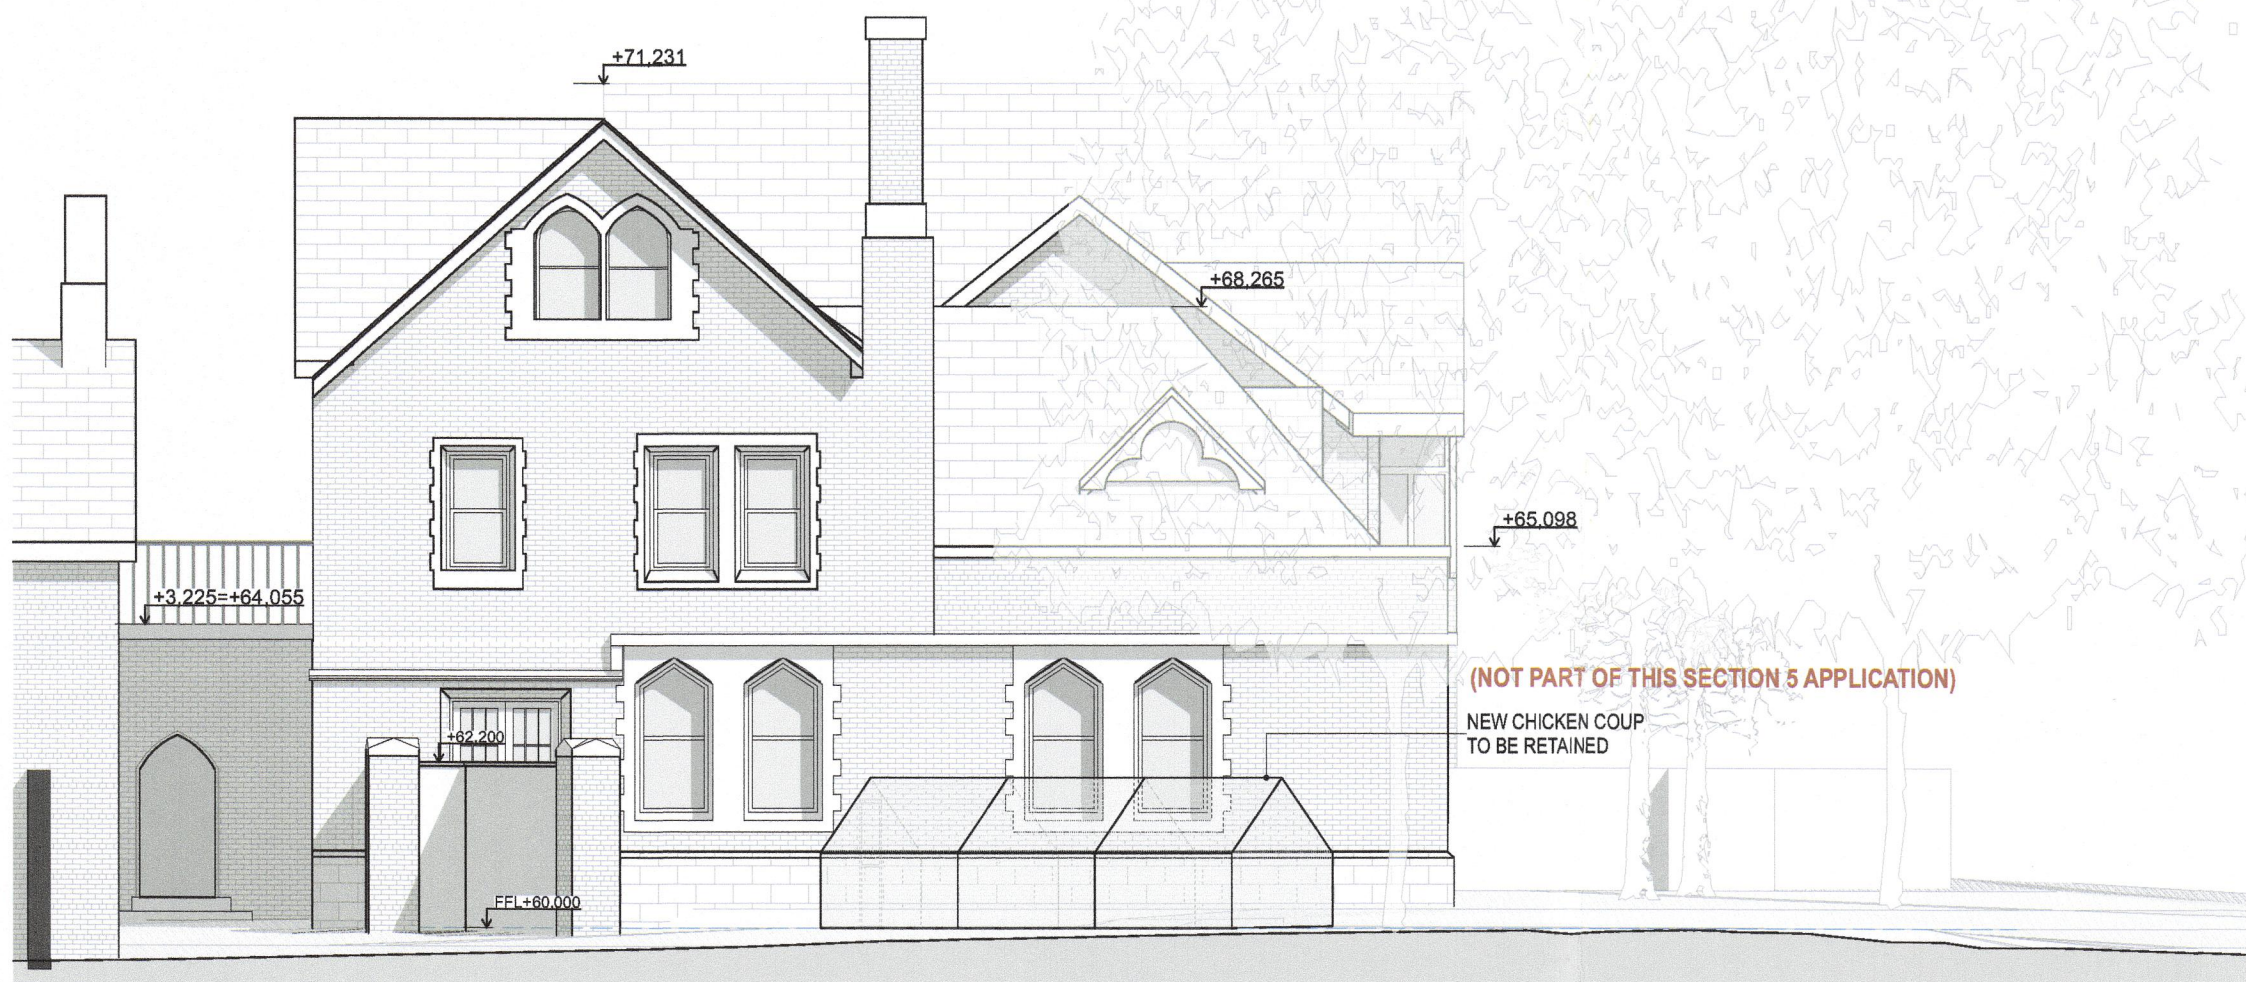 +71,231
+68,265
+65,098
+3,225=+64,055
(NOT PART OF THIS SECTION 5 APPLICATION)
NEW CHICKEN COUP
TO BE RETAINED
+62,200
FFL+60,000